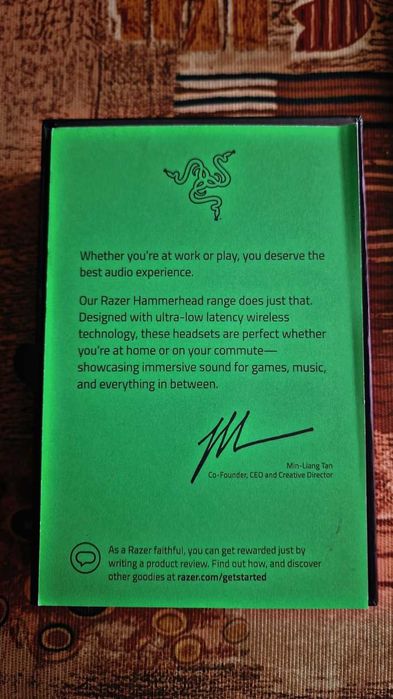 Whether you're at work or play, you deserve the
best audio experience.
Our Razer Hammerhead range does just that.
Designed with ultra-low latency wireless
technology, these headsets are perfect whether
you're at home or on your commute—
showcasing immersive sound for games, music,
and everything in between.
Min-Liang Tan
Co-Founder, CEO and Creative Director
As a Razer faithful, you can get rewarded just by
writing a product review. Find out how, and discover
other goodies at razer.com/getstarted